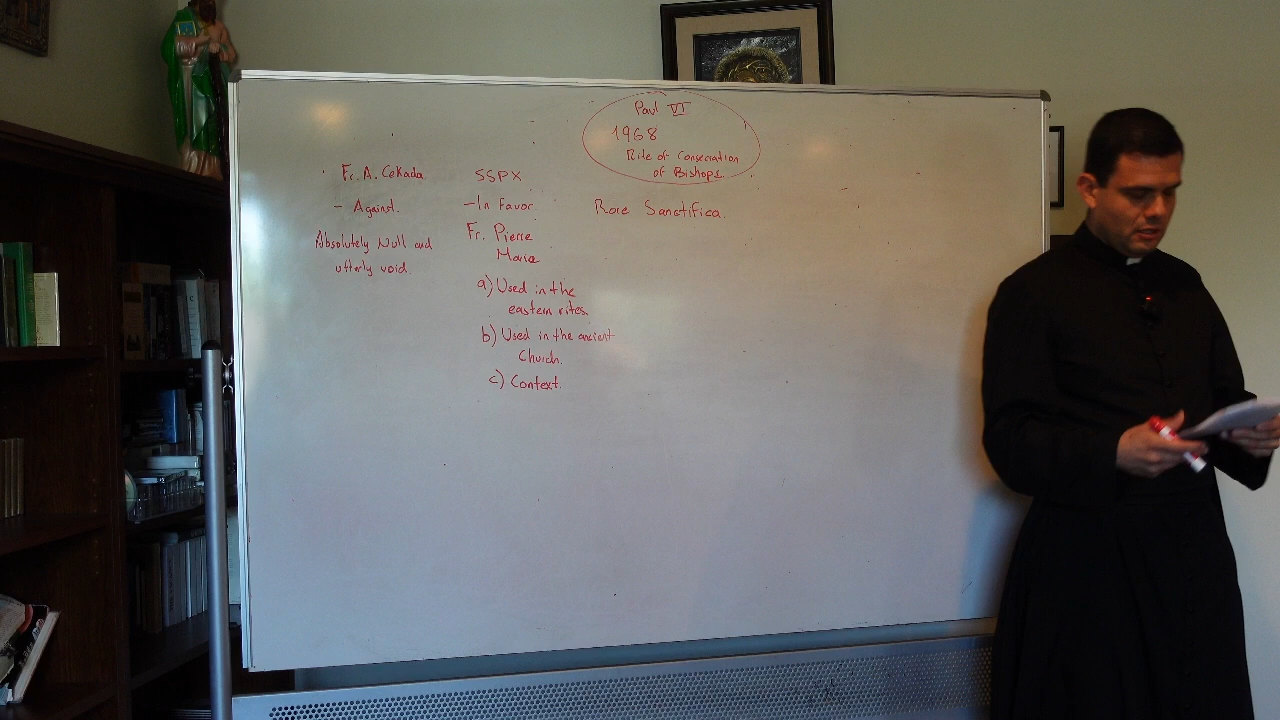 Paul VI
1968
Rite of Consecration
of Bishops
Fr. A. Cekada
- Against.
Absolutely Null and
utterly void.
SSPX
- In Favor
Fr. Pierre
Marie
a) Used in the
eastern rites.
b) Used in the ancient
Church.
c) Context.
Rore Sanctifica.